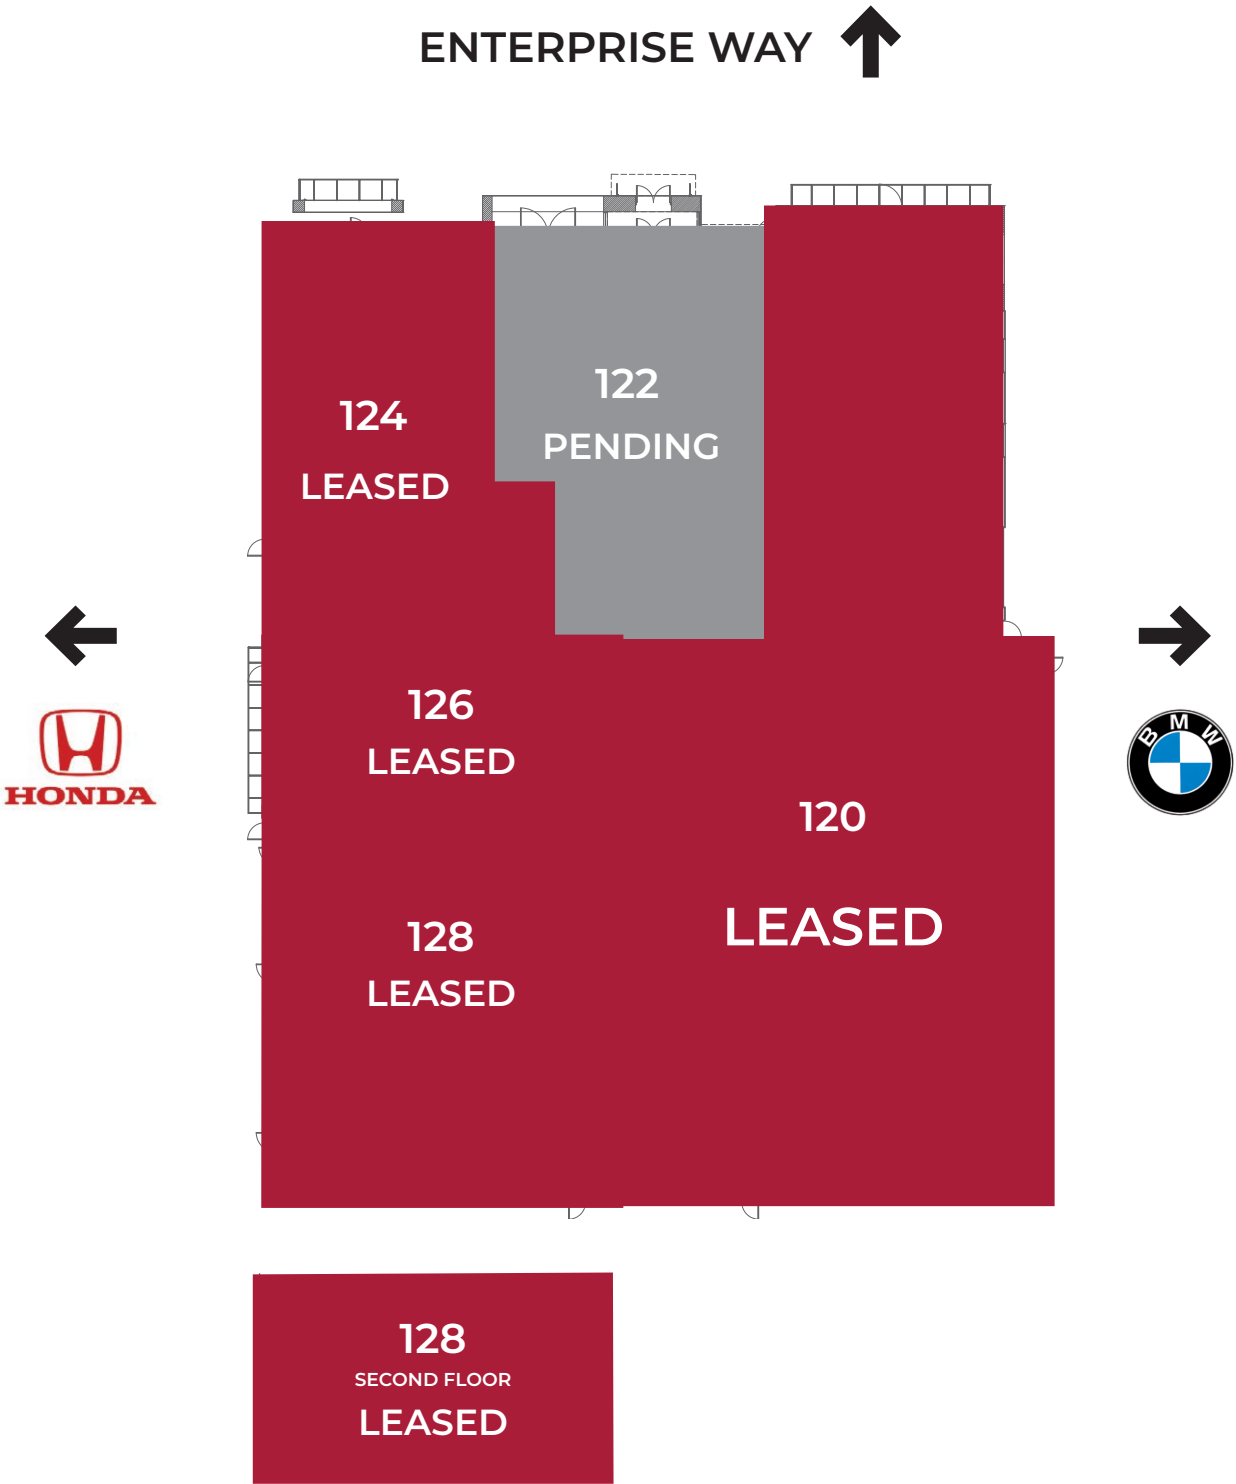 ENTERPRISE WAY
122
PENDING
124
LEASED
126
LEASED
HONDA
BMW
120
LEASED
128
LEASED
128
SECOND FLOOR
LEASED